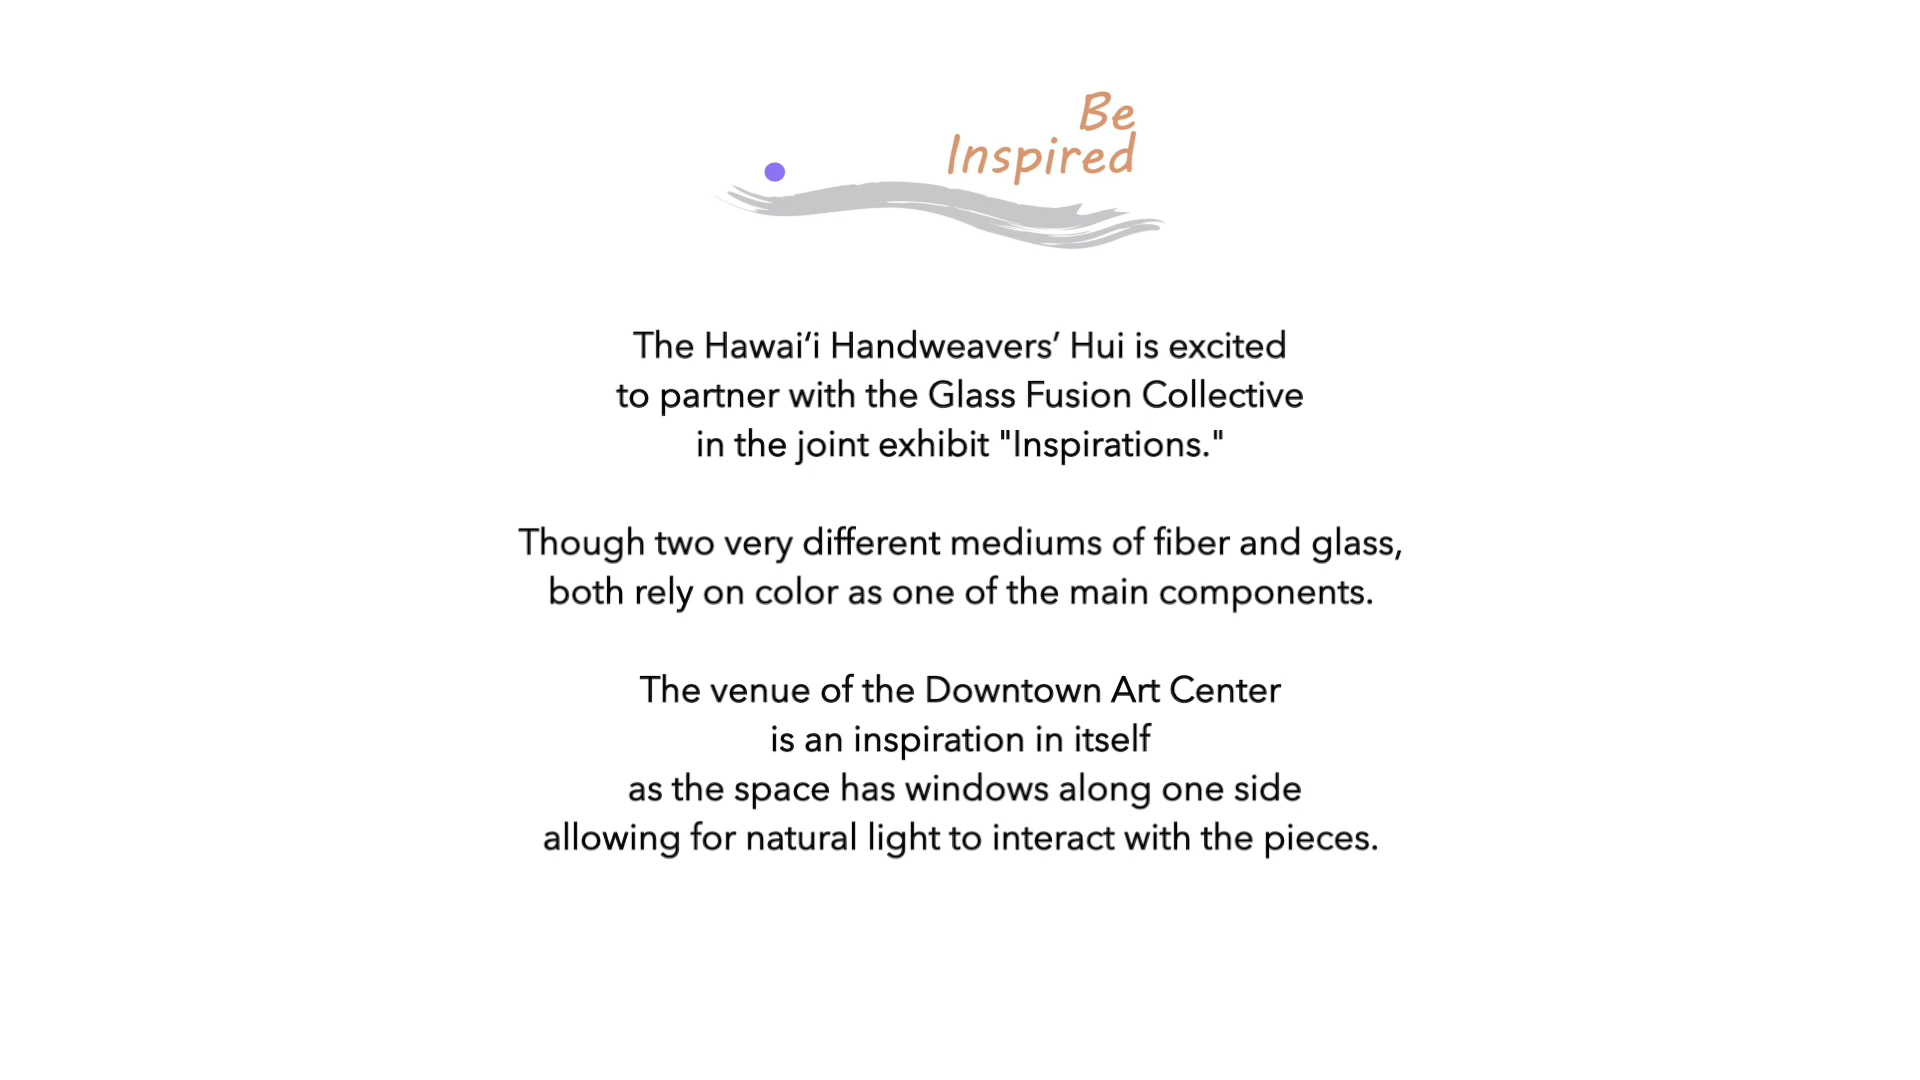 Be
Inspired
The Hawai‘i Handweavers’ Hui is excited
to partner with the Glass Fusion Collective
in the joint exhibit "Inspirations."
Though two very different mediums of fiber and glass,
both rely on color as one of the main components.
The venue of the Downtown Art Center
is an inspiration in itself
as the space has windows along one side
allowing for natural light to interact with the pieces.